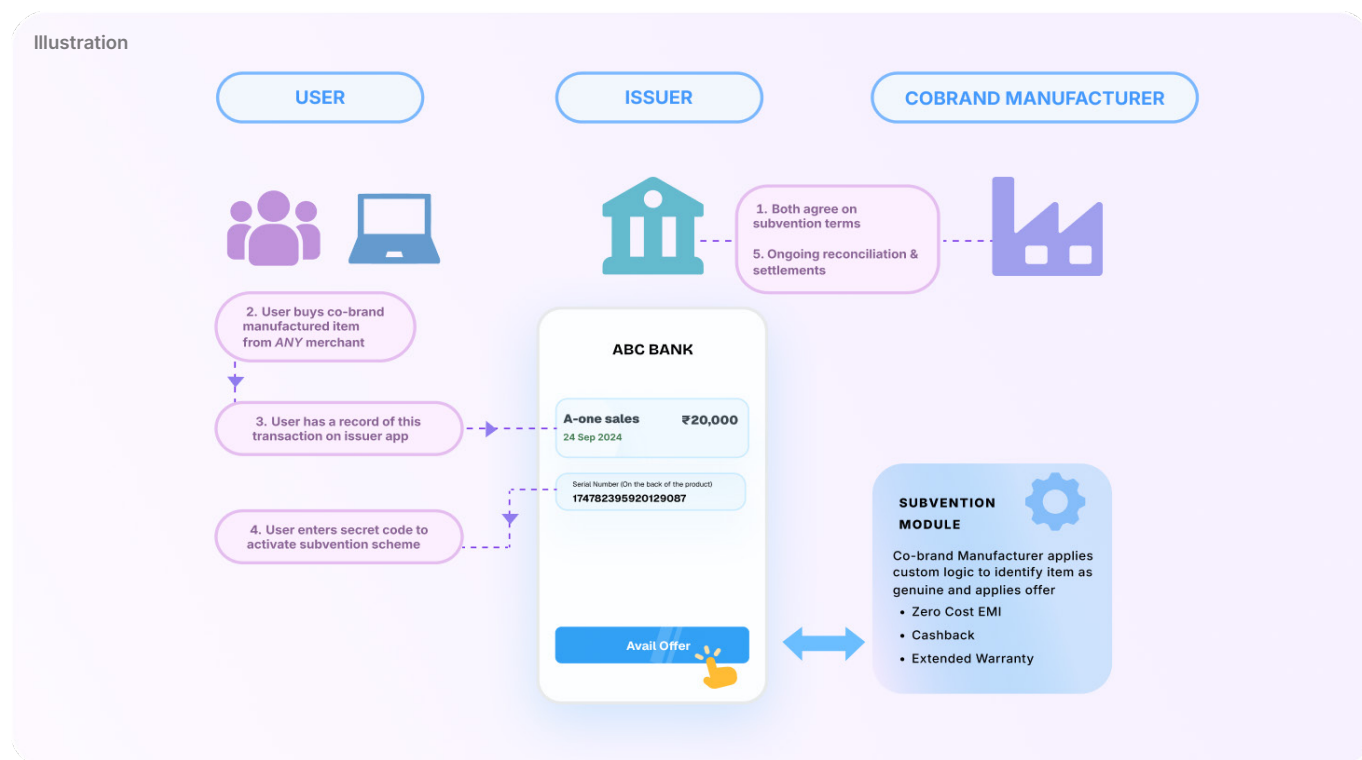 Illustration
USER
ISSUER
COBRAND MANUFACTURER
1. Both agree on
subvention terms
5. Ongoing reconciliation &
settlements
2. User buys co-brand
manufactured item
from ANY merchant
3. User has a record of this
transaction on issuer app
4. User enters secret code to
activate subvention scheme
ABC BANK
A-one sales ₹20,000
24 Sep 2024
Serial Number (On the back of the product)
174782395920129087
Avail Offer
SUBVENTION
MODULE
Co-brand Manufacturer applies
custom logic to identify item as
genuine and applies offer
• Zero Cost EMI
• Cashback
• Extended Warranty